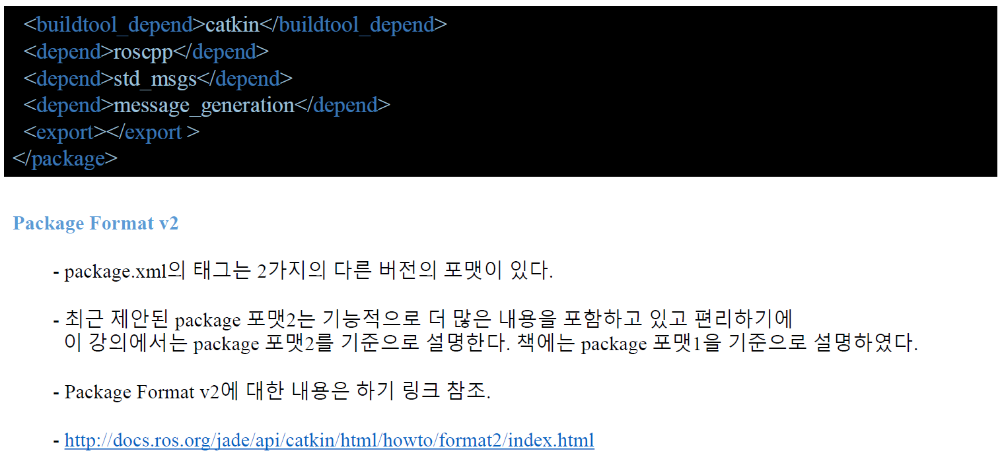 <buildtool_depend>catkin</buildtool_depend>
<depend>roscpp</depend>
<depend>std_msgs</depend>
<depend>message_generation</depend>
<export></export >
</package>
Package Format v2
- package.xml의 태그는 2가지의 다른 버전의 포맷이 있다.
- 최근 제안된 package 포맷2는 기능적으로 더 많은 내용을 포함하고 있고 편리하기에
이 강의에서는 package 포맷2를 기준으로 설명한다. 책에는 package 포맷1을 기준으로 설명하였다.
- Package Format v2에 대한 내용은 하기 링크 참조.
- http://docs.ros.org/jade/api/catkin/html/howto/format2/index.html